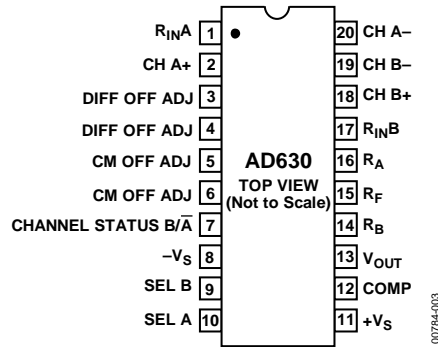 RINA 1
CH A+ 2
DIFF OFF ADJ 3
DIFF OFF ADJ 4
CM OFF ADJ 5
CM OFF ADJ 6
CHANNEL STATUS B/A̅ 7
–VS 8
SEL B 9
SEL A 10
AD630
TOP VIEW
(Not to Scale)
20 CH A–
19 CH B–
18 CH B+
17 RINB
16 RA
15 RF
14 RB
13 VOUT
12 COMP
11 +VS
00784-003